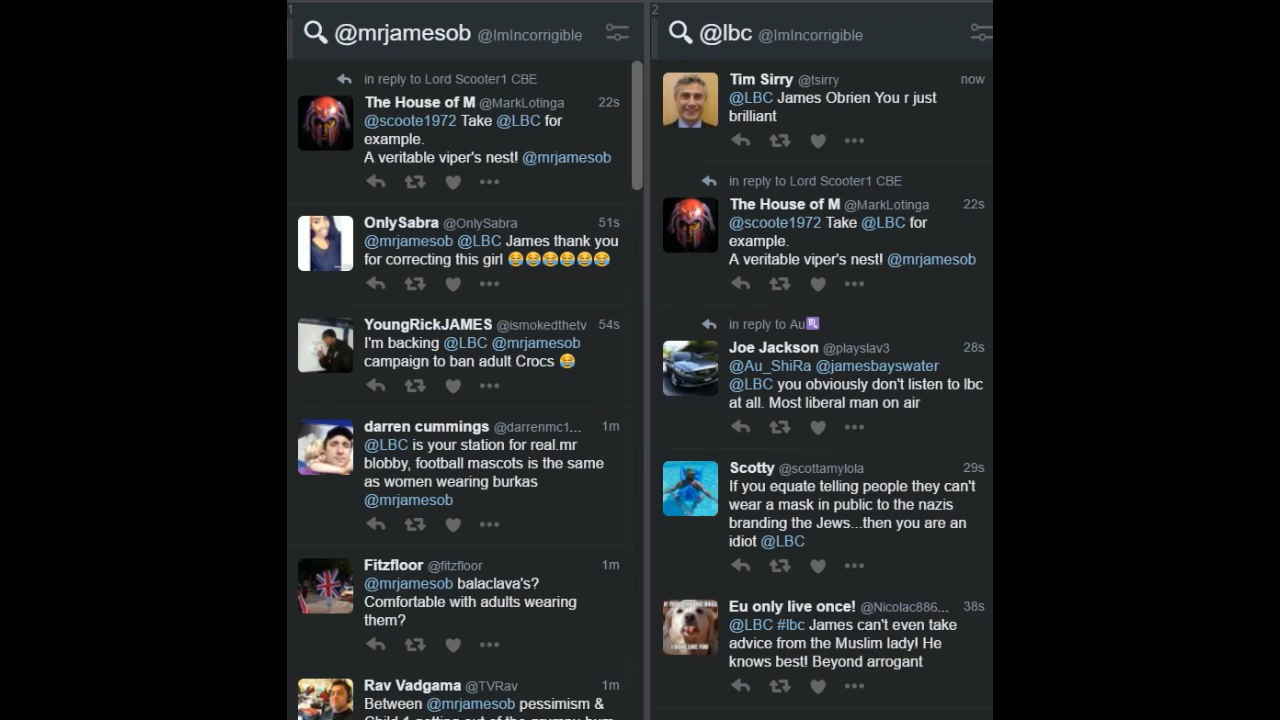 1
@mrjamesob @ImIncorrigible
in reply to Lord Scooter1 CBE
The House of M @MarkLotinga 22s
@scoote1972 Take @LBC for
example.
A veritable viper's nest! @mrjamesob
OnlySabra @OnlySabra 51s
@mrjamesob @LBC James thank you
for correcting this girl 😂😂😂😂😂😂
YoungRickJAMES @ismokedthetv 54s
I'm backing @LBC @mrjamesob
campaign to ban adult Crocs 😂
darren cummings @darrenmc1... 1m
@LBC is your station for real.mr
blobby, football mascots is the same
as women wearing burkas
@mrjamesob
Fitzfloor @fitzfloor 1m
@mrjamesob balaclava's?
Comfortable with adults wearing
them?
Rav Vadgama @TVRav 1m
Between @mrjamesob pessimism &
2
@lbc @ImIncorrigible
Tim Sirry @tsirry now
@LBC James Obrien You r just
brilliant
in reply to Lord Scooter1 CBE
The House of M @MarkLotinga 22s
@scoote1972 Take @LBC for
example.
A veritable viper's nest! @mrjamesob
in reply to Au♏
Joe Jackson @playslav3 28s
@Au_ShiRa @jamesbayswater
@LBC you obviously don't listen to lbc
at all. Most liberal man on air
Scotty @scottamylola 29s
If you equate telling people they can't
wear a mask in public to the nazis
branding the Jews...then you are an
idiot @LBC
Eu only live once! @Nicolac886... 38s
@LBC #lbc James can't even take
advice from the Muslim lady! He
knows best! Beyond arrogant